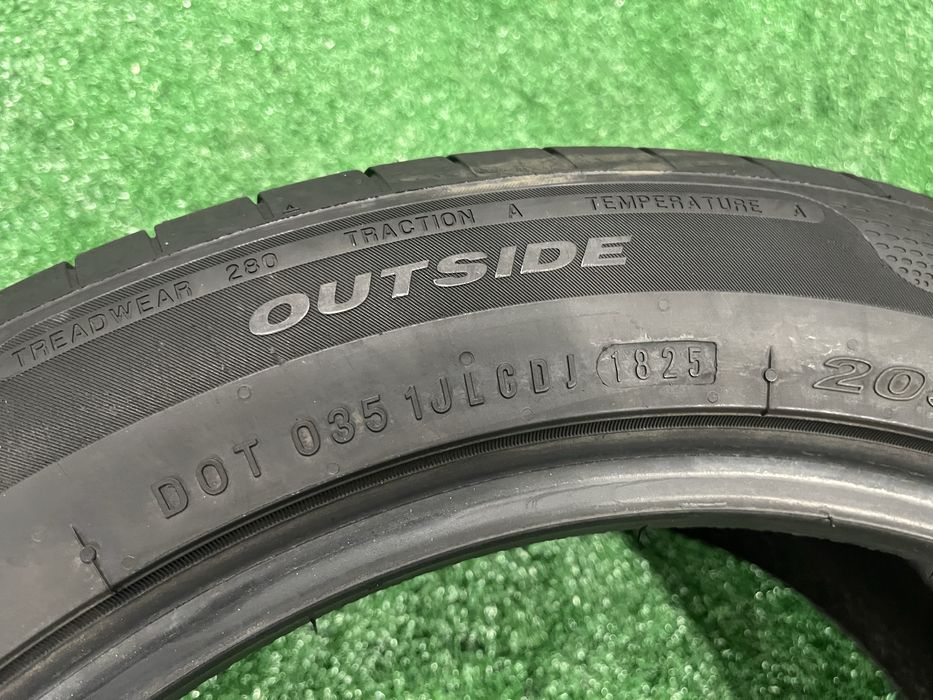 TREADWEAR 280 TRACTION A TEMPERATURE A
OUTSIDE
DOT 035 1JLCDJ 1825